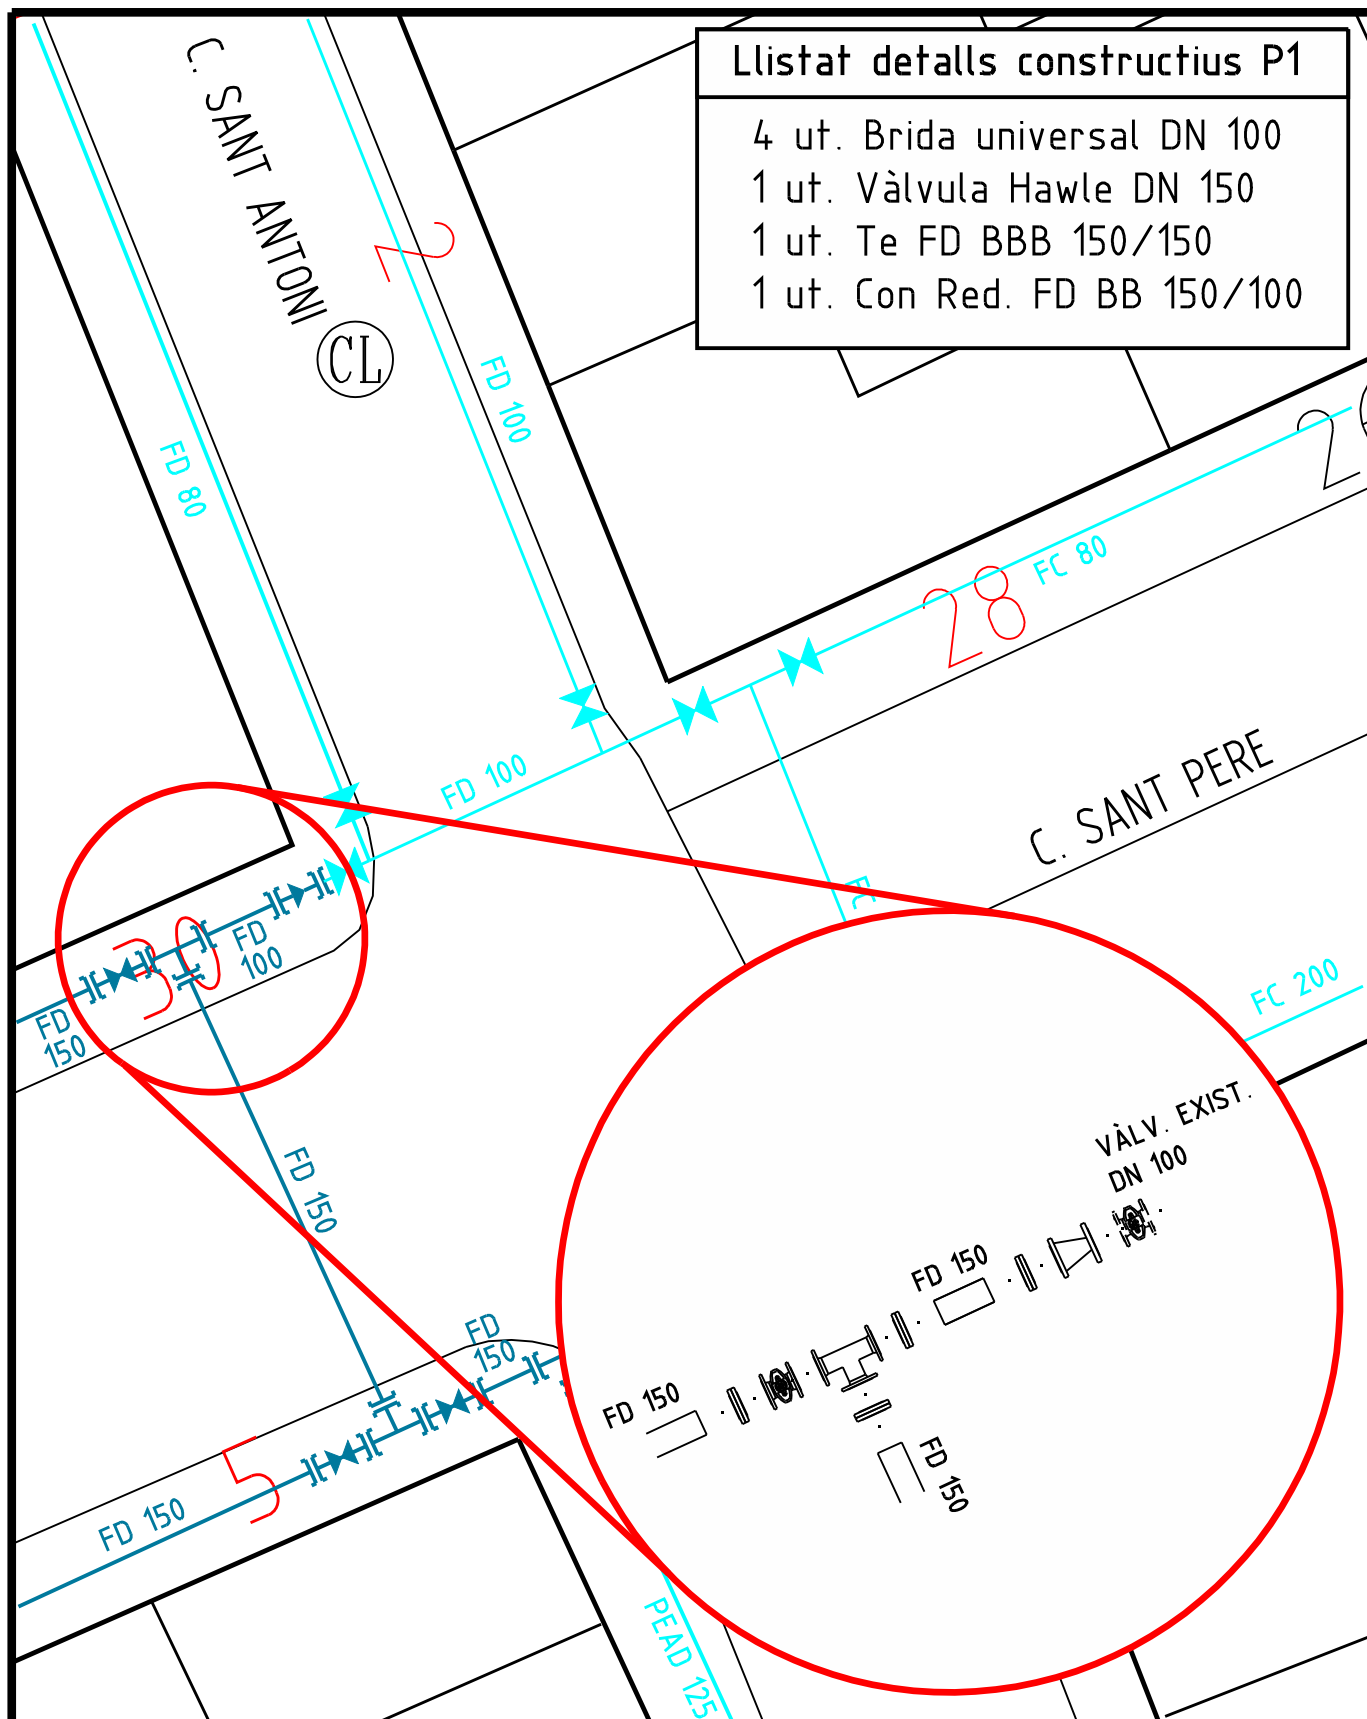 Llistat detalls constructius P1
4 ut. Brida universal DN 100
1 ut. Vàlvula Hawle DN 150
1 ut. Te FD BBB 150/150
1 ut. Con Red. FD BB 150/100
C. SANT ANTONI
CL
2
FD 100
FD 80
FC 80
28
FD 100
C. SANT PERE
FC
30
FD
100
FD
150
FC 200
FD 150
VÀLV. EXIST.
DN 100
FD 150
FD 150
FD 150
FD
150
5
FD 150
PEAD 125